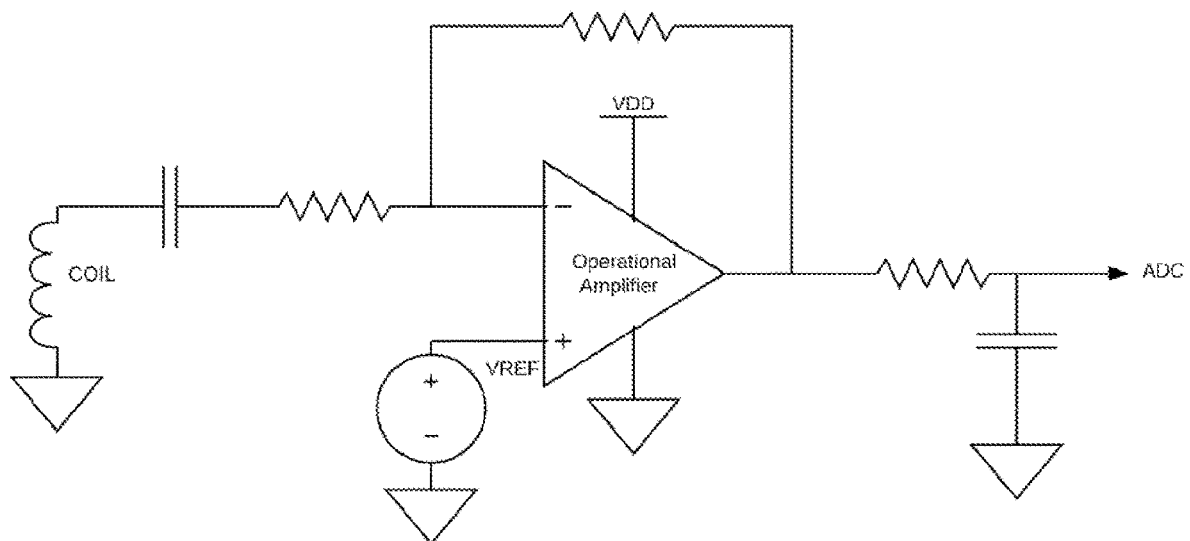 VDD
COIL
−
Operational
Amplifier
ADC
+
VREF
+
−